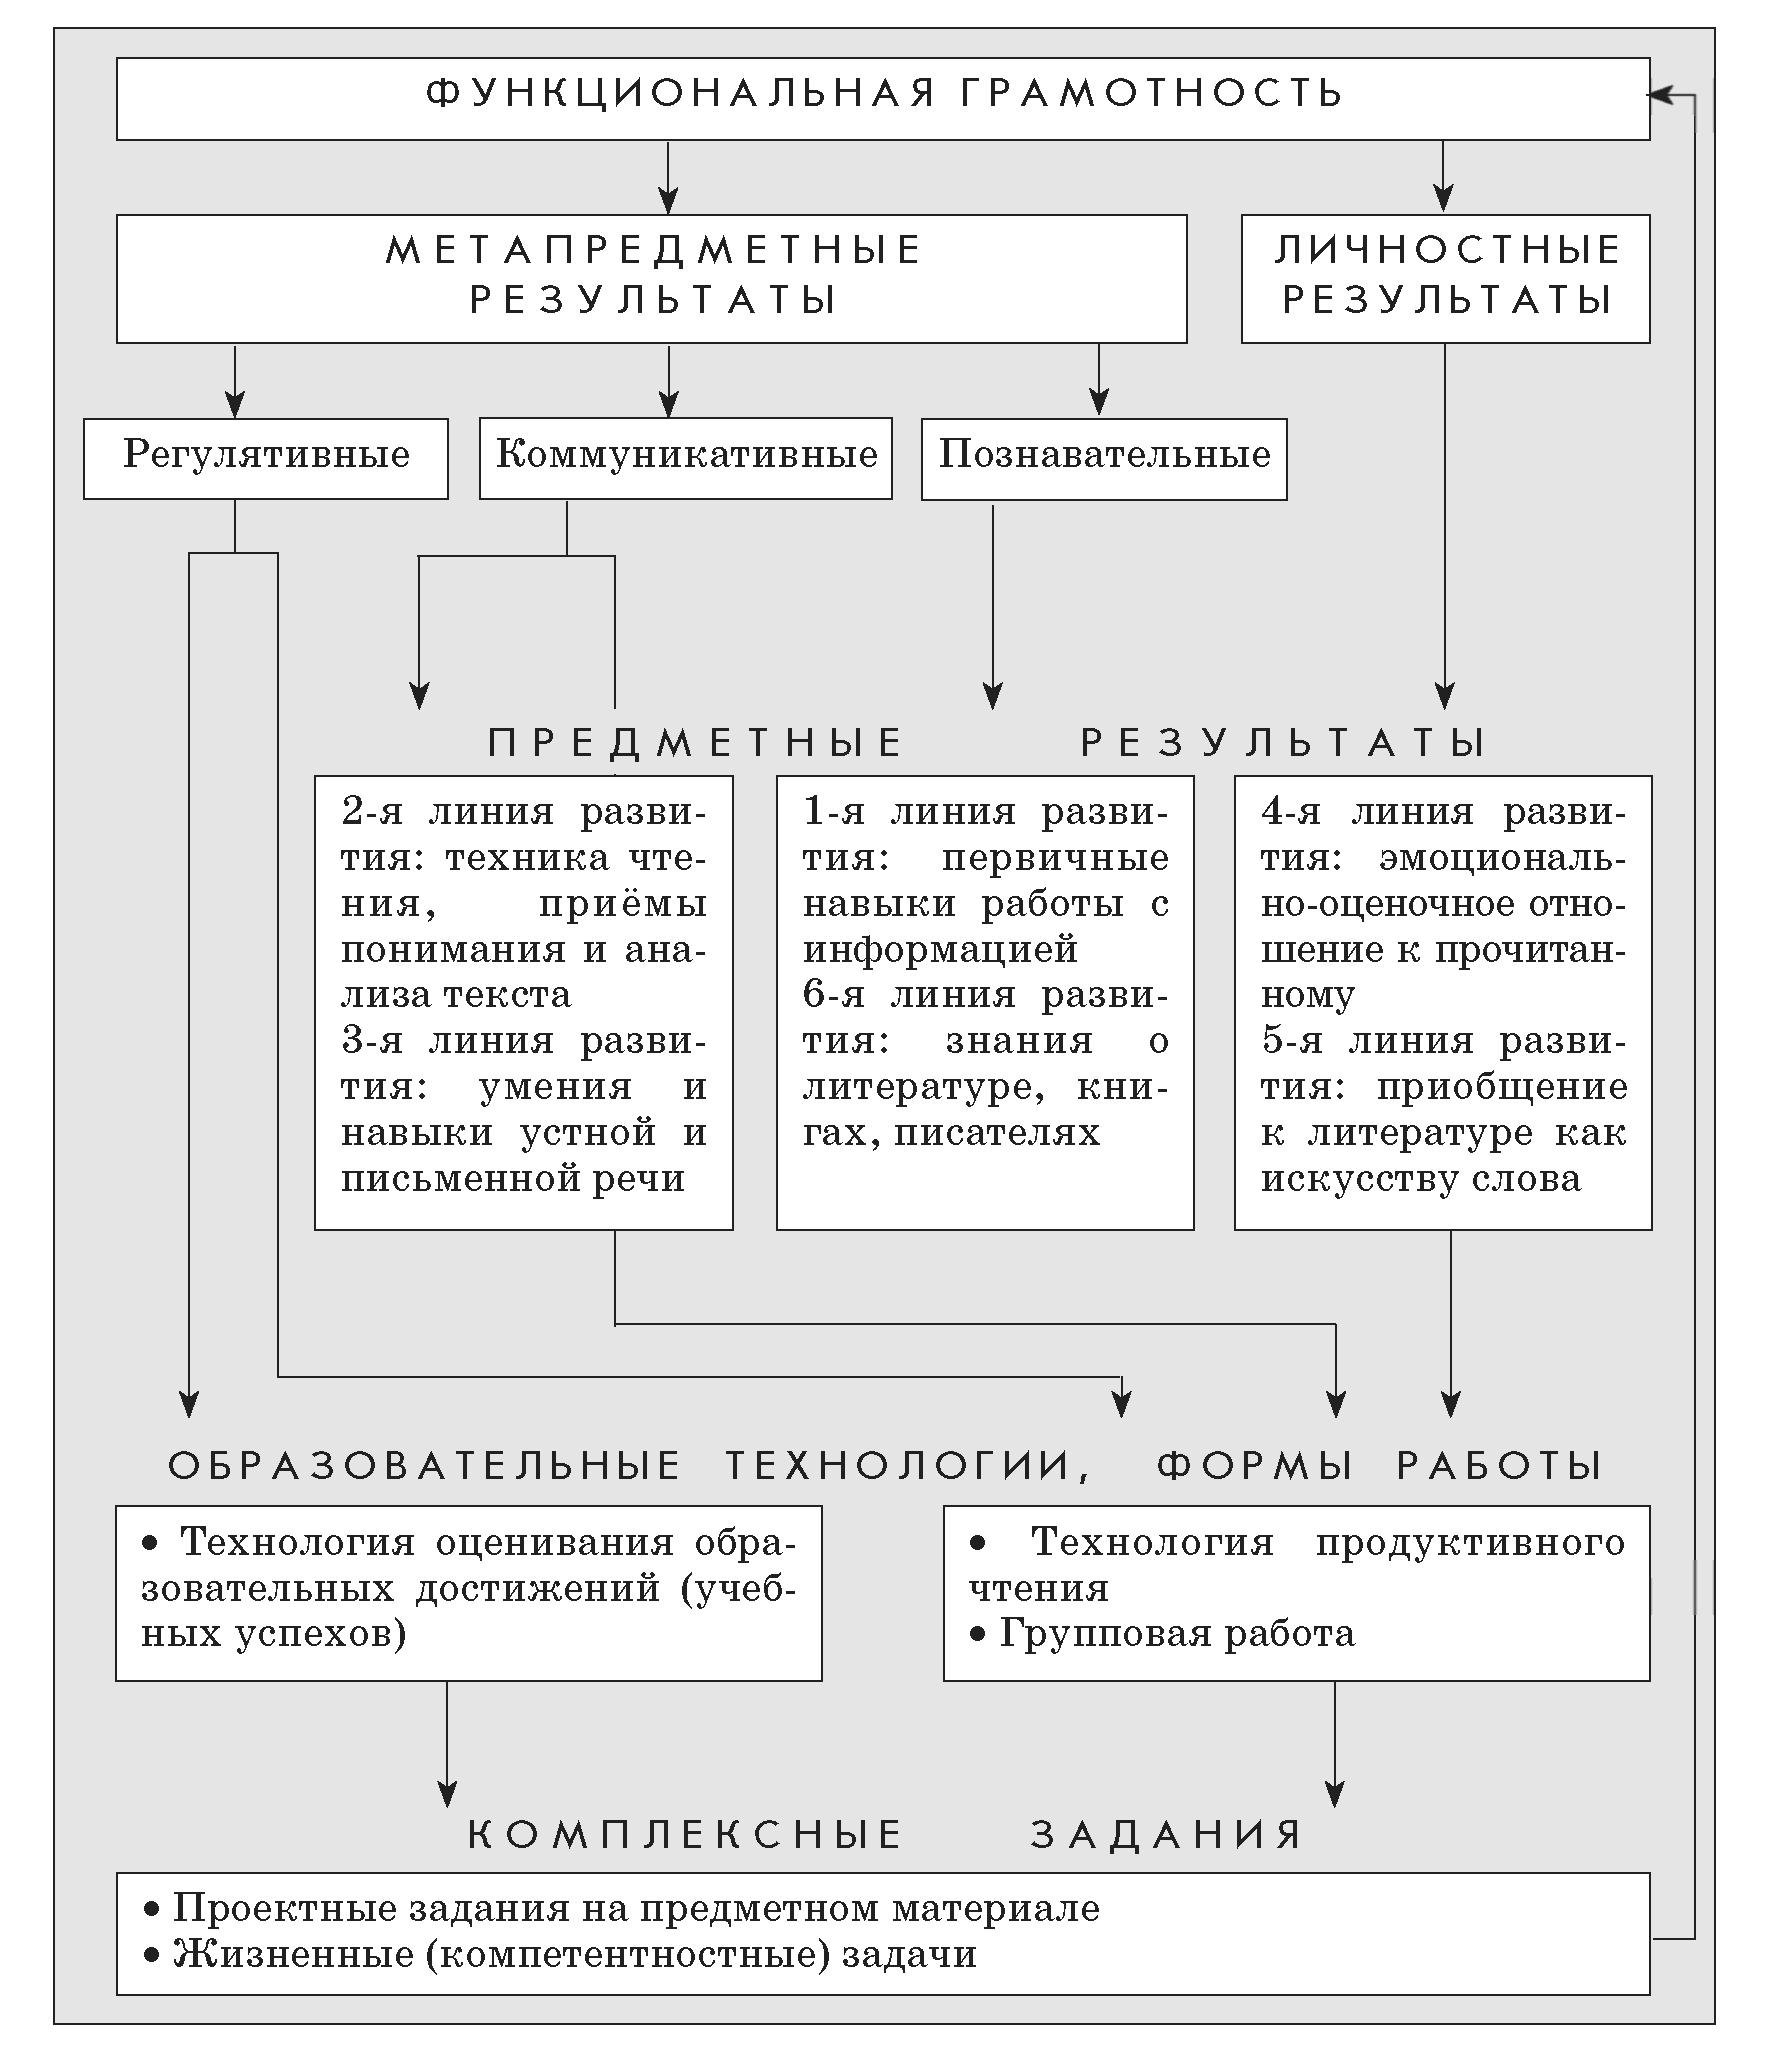 ФУНКЦИОНАЛЬНАЯ ГРАМОТНОСТЬ
МЕТАПРЕДМЕТНЫЕ
РЕЗУЛЬТАТЫ
ЛИЧНОСТНЫЕ
РЕЗУЛЬТАТЫ
Регулятивные
Коммуникативные
Познавательные
ПРЕДМЕТНЫЕ РЕЗУЛЬТАТЫ
2-я линия разви-
тия: техника чте-
ния, приёмы
понимания и ана-
лиза текста
3-я линия разви-
тия: умения и
навыки устной и
письменной речи
1-я линия разви-
тия: первичные
навыки работы с
информацией
6-я линия разви-
тия: знания о
литературе, кни-
гах, писателях
4-я линия разви-
тия: эмоциональ-
но-оценочное отно-
шение к прочитан-
ному
5-я линия разви-
тия: приобщение
к литературе как
искусству слова
ОБРАЗОВАТЕЛЬНЫЕ ТЕХНОЛОГИИ, ФОРМЫ РАБОТЫ
• Технология оценивания обра-
зовательных достижений (учеб-
ных успехов)
• Технология продуктивного
чтения
• Групповая работа
КОМПЛЕКСНЫЕ ЗАДАНИЯ
• Проектные задания на предметном материале
• Жизненные (компетентностные) задачи